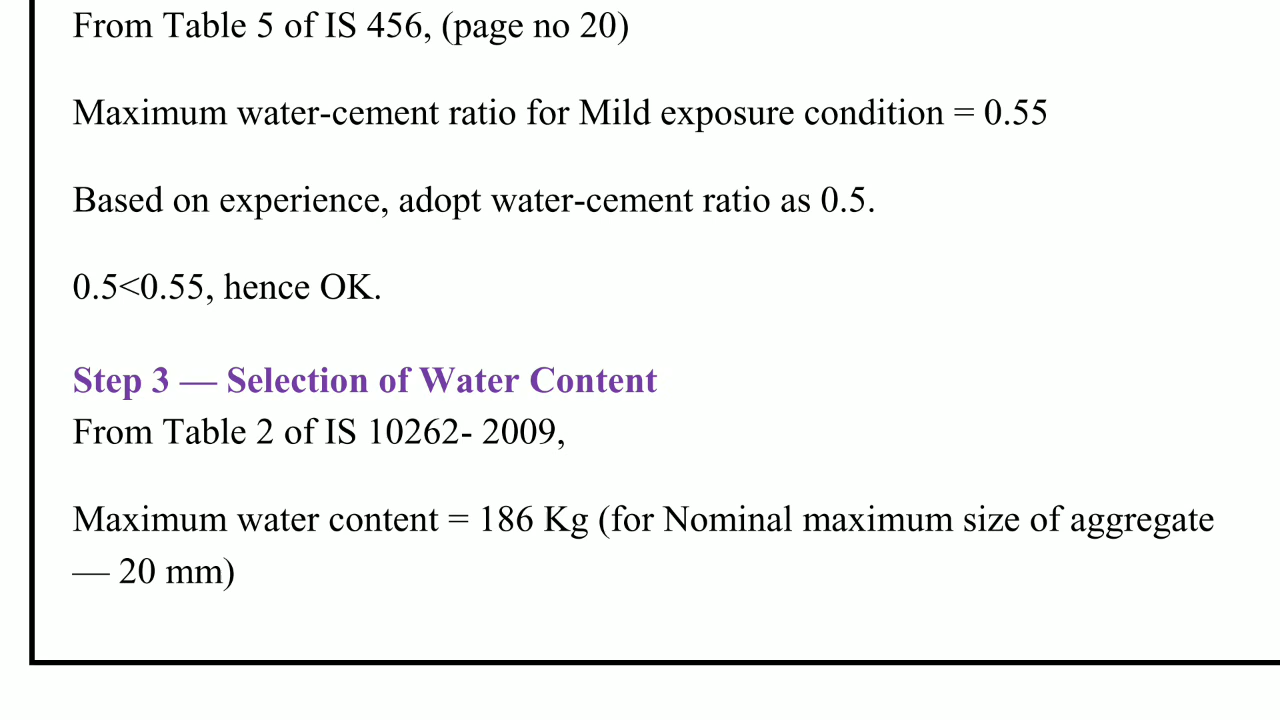 From Table 5 of IS 456, (page no 20)
Maximum water-cement ratio for Mild exposure condition = 0.55
Based on experience, adopt water-cement ratio as 0.5.
0.5<0.55, hence OK.
Step 3 — Selection of Water Content
From Table 2 of IS 10262- 2009,
Maximum water content = 186 Kg (for Nominal maximum size of aggregate
— 20 mm)